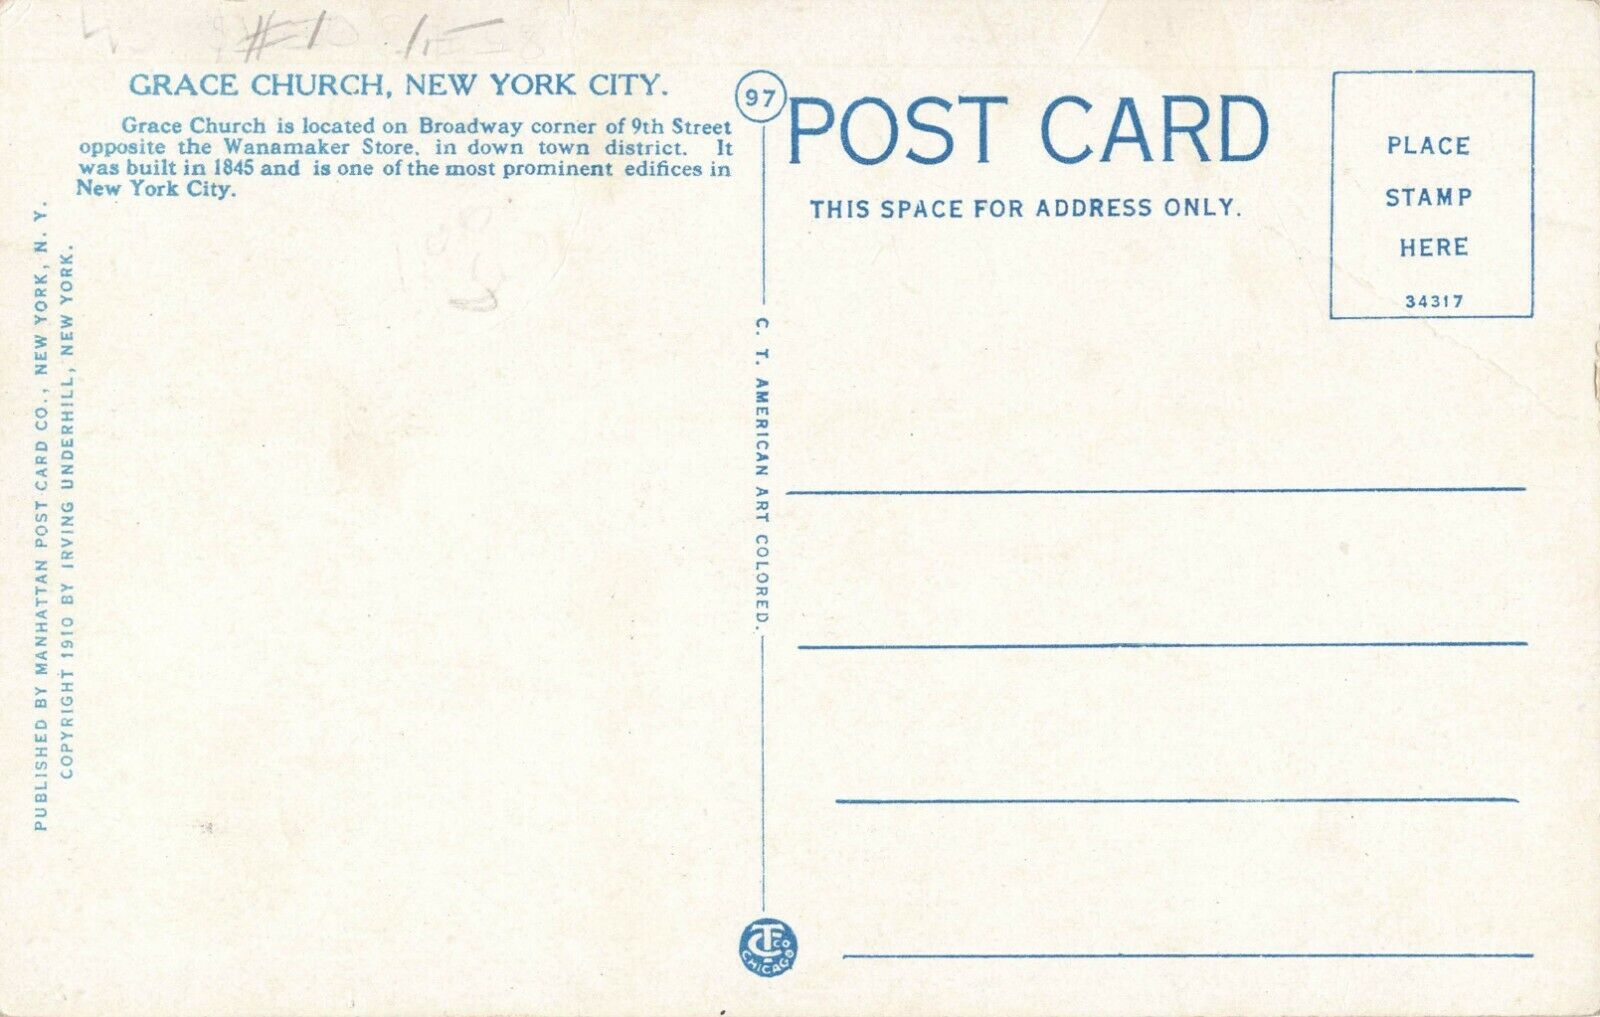 GRACE CHURCH, NEW YORK CITY.
Grace Church is located on Broadway corner of 9th Street
opposite the Wanamaker Store, in down town district. It
was built in 1845 and is one of the most prominent edifices in
New York City.
PUBLISHED BY MANHATTAN POST CARD CO., NEW YORK, N. Y.
COPYRIGHT 1910 BY IRVING UNDERHILL, NEW YORK.
97
C. T. AMERICAN ART COLORED.
CT CO
CHICAGO
POST CARD
THIS SPACE FOR ADDRESS ONLY.
PLACE
STAMP
HERE
34317